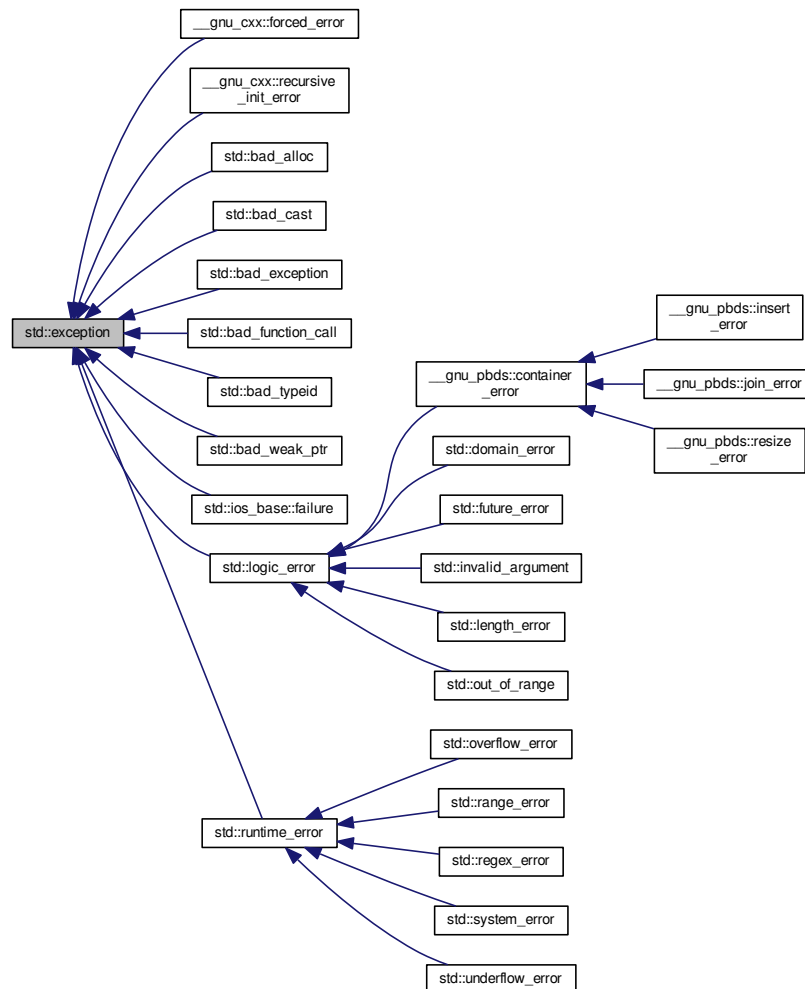 __gnu_cxx::forced_error
__gnu_cxx::recursive
_init_error
std::bad_alloc
std::bad_cast
std::bad_exception
std::exception
std::bad_function_call
std::bad_typeid
std::bad_weak_ptr
std::ios_base::failure
std::logic_error
std::runtime_error
__gnu_pbds::container
_error
std::domain_error
std::future_error
std::invalid_argument
std::length_error
std::out_of_range
std::overflow_error
std::range_error
std::regex_error
std::system_error
std::underflow_error
__gnu_pbds::insert
_error
__gnu_pbds::join_error
__gnu_pbds::resize
_error